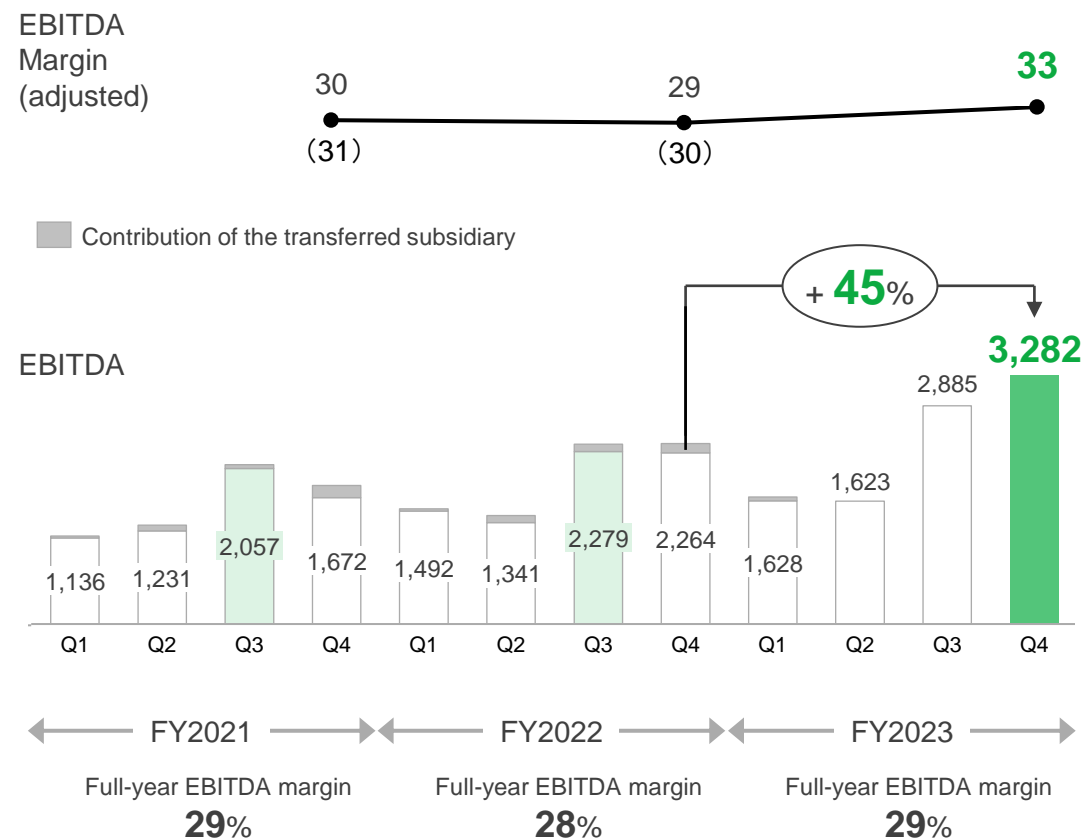 EBITDA
Margin
(adjusted)
30
29
33
（31）
（30）
Contribution of the transferred subsidiary
+ 45%
EBITDA
3,282
2,885
1,623
2,057
2,279
2,264
1,672
1,492
1,628
1,136
1,231
1,341
Q1 Q2 Q3 Q4 Q1 Q2 Q3 Q4 Q1 Q2 Q3 Q4
FY2021 FY2022 FY2023
Full-year EBITDA margin Full-year EBITDA margin Full-year EBITDA margin
29% 28% 29%